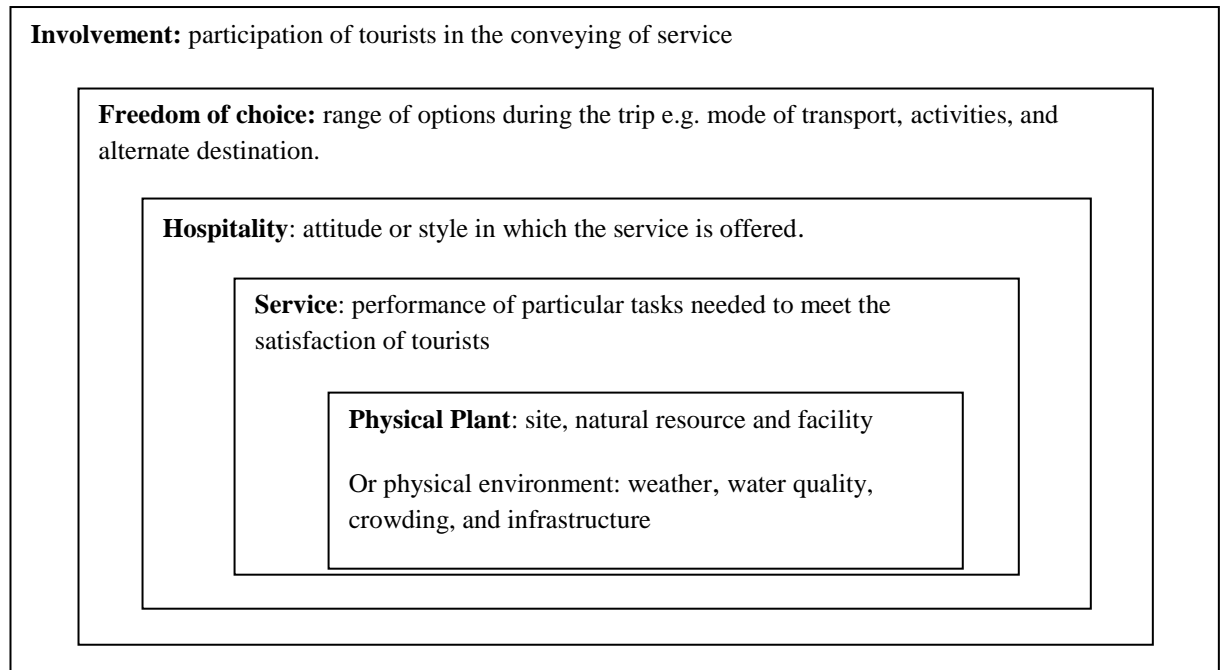 Involvement: participation of tourists in the conveying of service
Freedom of choice: range of options during the trip e.g. mode of transport, activities, and
alternate destination.
Hospitality: attitude or style in which the service is offered.
Service: performance of particular tasks needed to meet the
satisfaction of tourists
Physical Plant: site, natural resource and facility
Or physical environment: weather, water quality,
crowding, and infrastructure